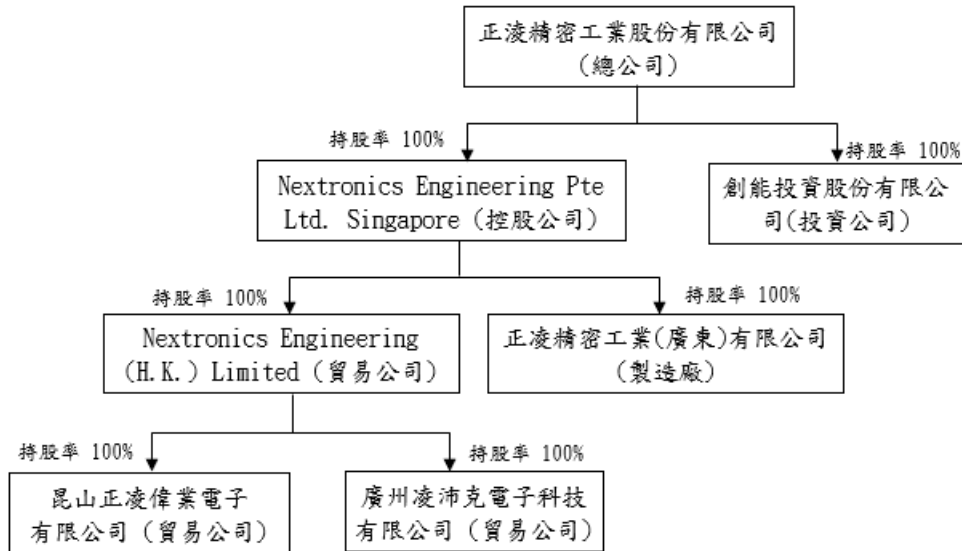 正淩精密工業股份有限公司
(總公司)
持股率 100%
持股率 100%
Nextronics Engineering Pte
Ltd. Singapore (控股公司)
創能投資股份有限公
司(投資公司)
持股率 100%
持股率 100%
Nextronics Engineering
(H.K.) Limited (貿易公司)
正凌精密工業(廣東)有限公司
(製造廠)
持股率 100%
持股率 100%
昆山正凌偉業電子
有限公司 (貿易公司)
廣州凌沛克電子科技
有限公司 (貿易公司)